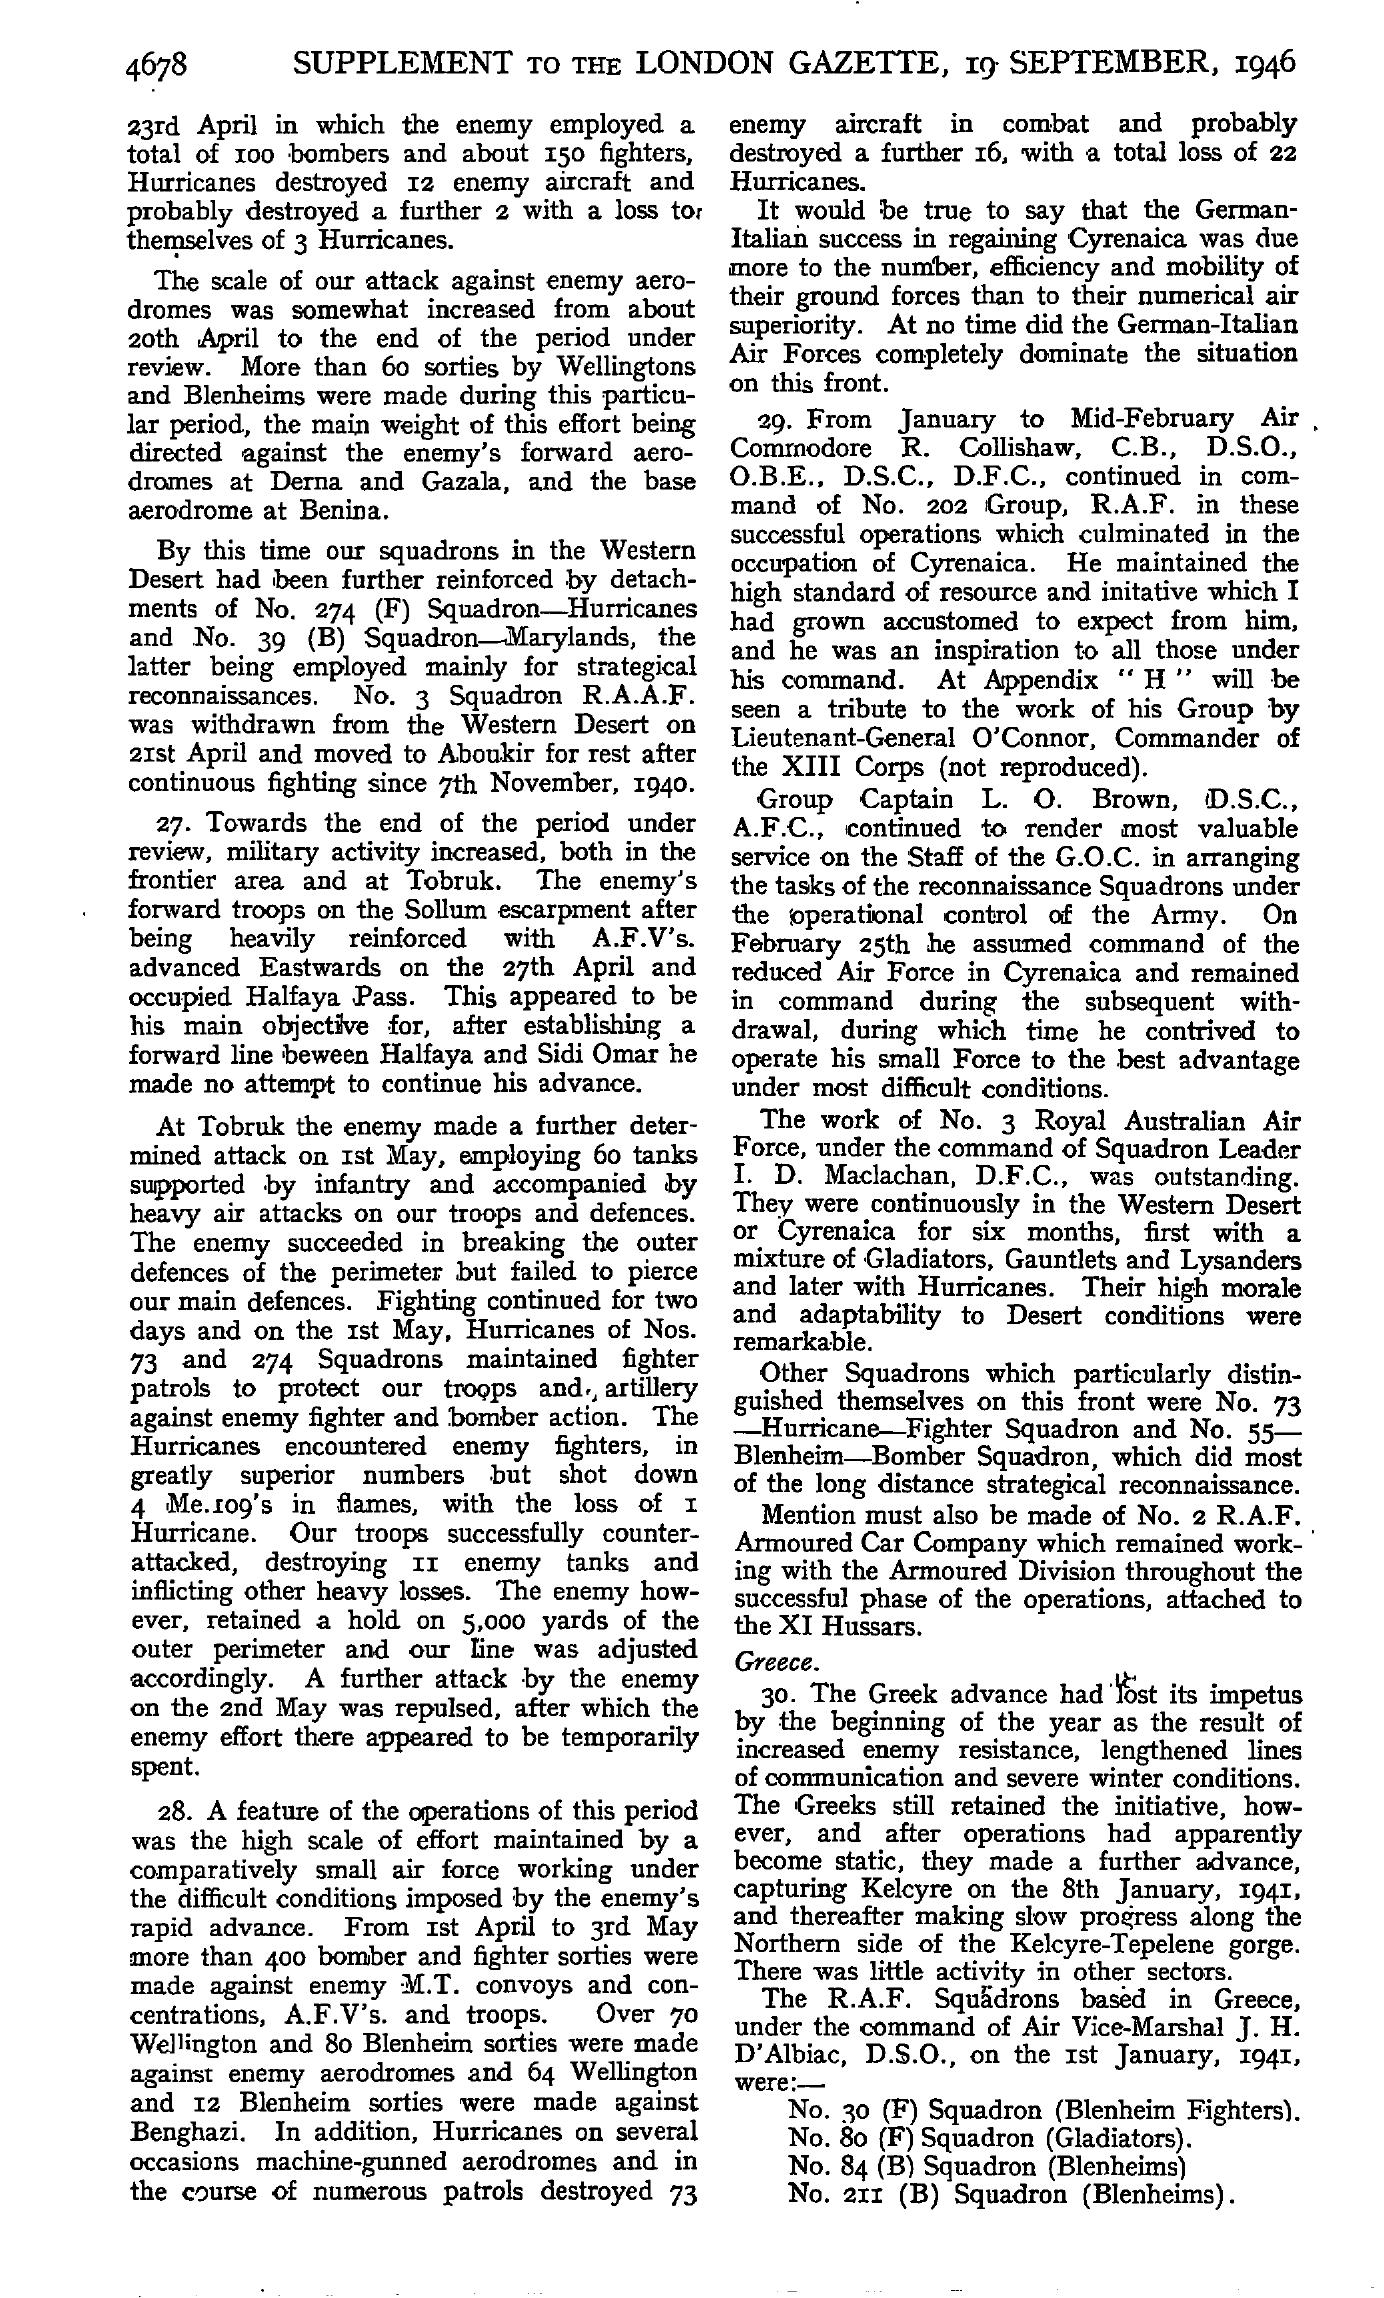 4678 SUPPLEMENT TO THE LONDON GAZETTE, 19 SEPTEMBER, 1946
23rd April in which the enemy employed a
total of 100 bombers and about 150 fighters,
Hurricanes destroyed 12 enemy aircraft and
probably destroyed a further 2 with a loss tor
themselves of 3 Hurricanes.
The scale of our attack against enemy aero-
dromes was somewhat increased from about
20th April to the end of the period under
review. More than 60 sorties by Wellingtons
and Blenheims were made during this particu-
lar period, the main weight of this effort being
directed against the enemy's forward aero-
dromes at Derna and Gazala, and the base
aerodrome at Benina.
By this time our squadrons in the Western
Desert had been further reinforced by detach-
ments of No. 274 (F) Squadron—Hurricanes
and No. 39 (B) Squadron—Marylands, the
latter being employed mainly for strategical
reconnaissances. No. 3 Squadron R.A.A.F.
was withdrawn from the Western Desert on
21st April and moved to Aboukir for rest after
continuous fighting since 7th November, 1940.
27. Towards the end of the period under
review, military activity increased, both in the
frontier area and at Tobruk. The enemy's
forward troops on the Sollum escarpment after
being heavily reinforced with A.F.V's.
advanced Eastwards on the 27th April and
occupied Halfaya Pass. This appeared to be
his main objective for, after establishing a
forward line beween Halfaya and Sidi Omar he
made no attempt to continue his advance.
At Tobruk the enemy made a further deter-
mined attack on 1st May, employing 60 tanks
supported by infantry and accompanied by
heavy air attacks on our troops and defences.
The enemy succeeded in breaking the outer
defences of the perimeter but failed to pierce
our main defences. Fighting continued for two
days and on the 1st May, Hurricanes of Nos.
73 and 274 Squadrons maintained fighter
patrols to protect our troops and, artillery
against enemy fighter and bomber action. The
Hurricanes encountered enemy fighters, in
greatly superior numbers but shot down
4 Me.109's in flames, with the loss of 1
Hurricane. Our troops successfully counter-
attacked, destroying 11 enemy tanks and
inflicting other heavy losses. The enemy how-
ever, retained a hold on 5,000 yards of the
outer perimeter and our line was adjusted
accordingly. A further attack by the enemy
on the 2nd May was repulsed, after which the
enemy effort there appeared to be temporarily
spent.
28. A feature of the operations of this period
was the high scale of effort maintained by a
comparatively small air force working under
the difficult conditions imposed by the enemy's
rapid advance. From 1st April to 3rd May
more than 400 bomber and fighter sorties were
made against enemy M.T. convoys and con-
centrations, A.F.V's. and troops. Over 70
Wellington and 80 Blenheim sorties were made
against enemy aerodromes and 64 Wellington
and 12 Blenheim sorties were made against
Benghazi. In addition, Hurricanes on several
occasions machine-gunned aerodromes and in
the course of numerous patrols destroyed 73
enemy aircraft in combat and probably
destroyed a further 16, with a total loss of 22
Hurricanes.
It would be true to say that the German-
Italian success in regaining Cyrenaica was due
more to the number, efficiency and mobility of
their ground forces than to their numerical air
superiority. At no time did the German-Italian
Air Forces completely dominate the situation
on this front.
29. From January to Mid-February Air
Commodore R. Collishaw, C.B., D.S.O.,
O.B.E., D.S.C., D.F.C., continued in com-
mand of No. 202 Group, R.A.F. in these
successful operations which culminated in the
occupation of Cyrenaica. He maintained the
high standard of resource and initative which I
had grown accustomed to expect from him,
and he was an inspiration to all those under
his command. At Appendix "H" will be
seen a tribute to the work of his Group by
Lieutenant-General O'Connor, Commander of
the XIII Corps (not reproduced).
Group Captain L. O. Brown, D.S.C.,
A.F.C., continued to render most valuable
service on the Staff of the G.O.C. in arranging
the tasks of the reconnaissance Squadrons under
the operational control of the Army. On
February 25th he assumed command of the
reduced Air Force in Cyrenaica and remained
in command during the subsequent with-
drawal, during which time he contrived to
operate his small Force to the best advantage
under most difficult conditions.
The work of No. 3 Royal Australian Air
Force, under the command of Squadron Leader
I. D. Maclachan, D.F.C., was outstanding.
They were continuously in the Western Desert
or Cyrenaica for six months, first with a
mixture of Gladiators, Gauntlets and Lysanders
and later with Hurricanes. Their high morale
and adaptability to Desert conditions were
remarkable.
Other Squadrons which particularly distin-
guished themselves on this front were No. 73
—Hurricane—Fighter Squadron and No. 55—
Blenheim—Bomber Squadron, which did most
of the long distance strategical reconnaissance.
Mention must also be made of No. 2 R.A.F.
Armoured Car Company which remained work-
ing with the Armoured Division throughout the
successful phase of the operations, attached to
the XI Hussars.
Greece.
30. The Greek advance had lost its impetus
by the beginning of the year as the result of
increased enemy resistance, lengthened lines
of communication and severe winter conditions.
The Greeks still retained the initiative, how-
ever, and after operations had apparently
become static, they made a further advance,
capturing Kelcyre on the 8th January, 1941,
and thereafter making slow progress along the
Northern side of the Kelcyre-Tepelene gorge.
There was little activity in other sectors.
The R.A.F. Squadrons based in Greece,
under the command of Air Vice-Marshal J. H.
D'Albiac, D.S.O., on the 1st January, 1941,
were:—
No. 30 (F) Squadron (Blenheim Fighters).
No. 80 (F) Squadron (Gladiators).
No. 84 (B) Squadron (Blenheims)
No. 211 (B) Squadron (Blenheims).